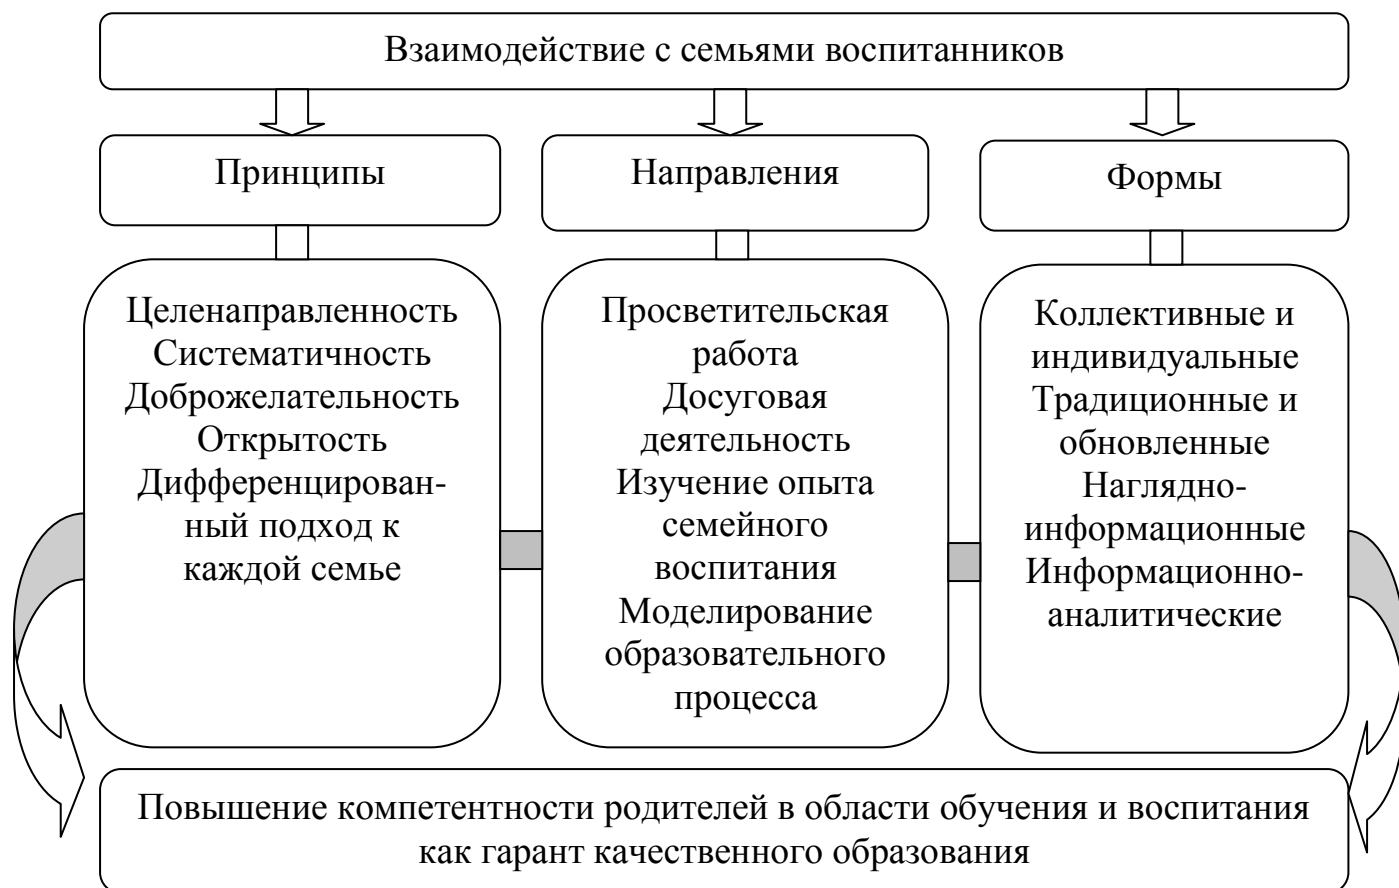 Взаимодействие с семьями воспитанников
Принципы
Направления
Формы
Целенаправленность
Систематичность
Доброжелательность
Открытость
Дифференцирован-
ный подход к
каждой семье
Просветительская
работа
Досуговая
деятельность
Изучение опыта
семейного
воспитания
Моделирование
образовательного
процесса
Коллективные и
индивидуальные
Традиционные и
обновленные
Наглядно-
информационные
Информационно-
аналитические
Повышение компетентности родителей в области обучения и воспитания
как гарант качественного образования